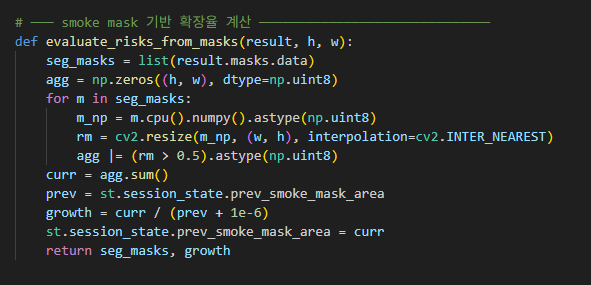 # —— smoke mask 기반 확장율 계산 ——————————————————
def evaluate_risks_from_masks(result, h, w):
    seg_masks = list(result.masks.data)
    agg = np.zeros((h, w), dtype=np.uint8)
    for m in seg_masks:
        m_np = m.cpu().numpy().astype(np.uint8)
        rm = cv2.resize(m_np, (w, h), interpolation=cv2.INTER_NEAREST)
        agg |= (rm > 0.5).astype(np.uint8)
    curr = agg.sum()
    prev = st.session_state.prev_smoke_mask_area
    growth = curr / (prev + 1e-6)
    st.session_state.prev_smoke_mask_area = curr
    return seg_masks, growth